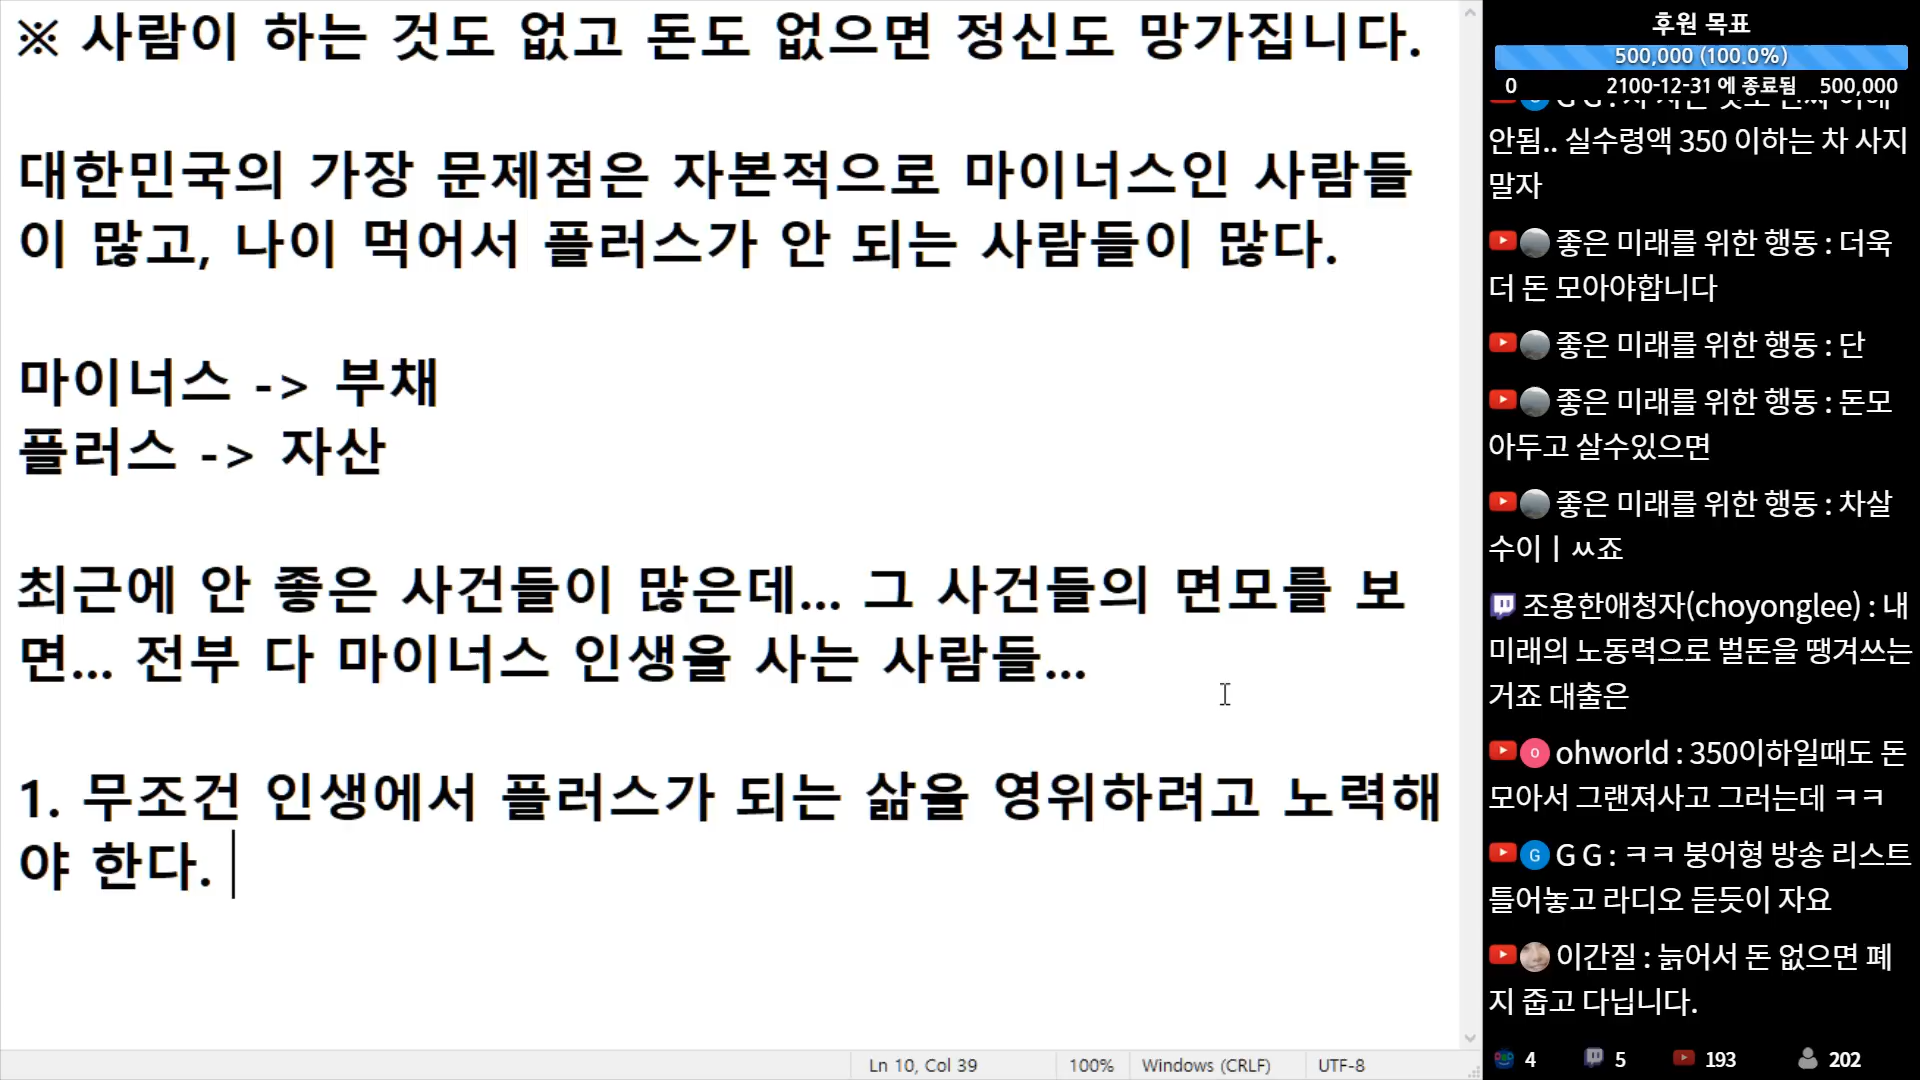 ※ 사람이 하는 것도 없고 돈도 없으면 정신도 망가집니다.
대한민국의 가장 문제점은 자본적으로 마이너스인 사람들
이 많고, 나이 먹어서 플러스가 안 되는 사람들이 많다.
마이너스 -> 부채
플러스 -> 자산
최근에 안 좋은 사건들이 많은데... 그 사건들의 면모를 보
면... 전부 다 마이너스 인생을 사는 사람들...
1. 무조건 인생에서 플러스가 되는 삶을 영위하려고 노력해
야 한다.
Ln 10, Col 39
100%
Windows (CRLF)
UTF-8
후원 목표
500,000 (100.0%)
0 2100-12-31 에 종료됨 500,000
안됨.. 실수령액 350 이하는 차 사지
말자
좋은 미래를 위한 행동 : 더욱
더 돈 모아야합니다
좋은 미래를 위한 행동 : 단
좋은 미래를 위한 행동 : 돈모
아두고 살수있으면
좋은 미래를 위한 행동 : 차살
수이ㅣㅆ죠
조용한애청자(choyonglee) : 내
미래의 노동력으로 벌돈을 땡겨쓰는
거죠 대출은
ohworld : 350이하일때도 돈
모아서 그랜져사고 그러는데 ㅋㅋ
G G : ㅋㅋ 붕어형 방송 리스트
틀어놓고 라디오 듣듯이 자요
이간질 : 늙어서 돈 없으면 폐
지 줍고 다닙니다.
4 5 193 202